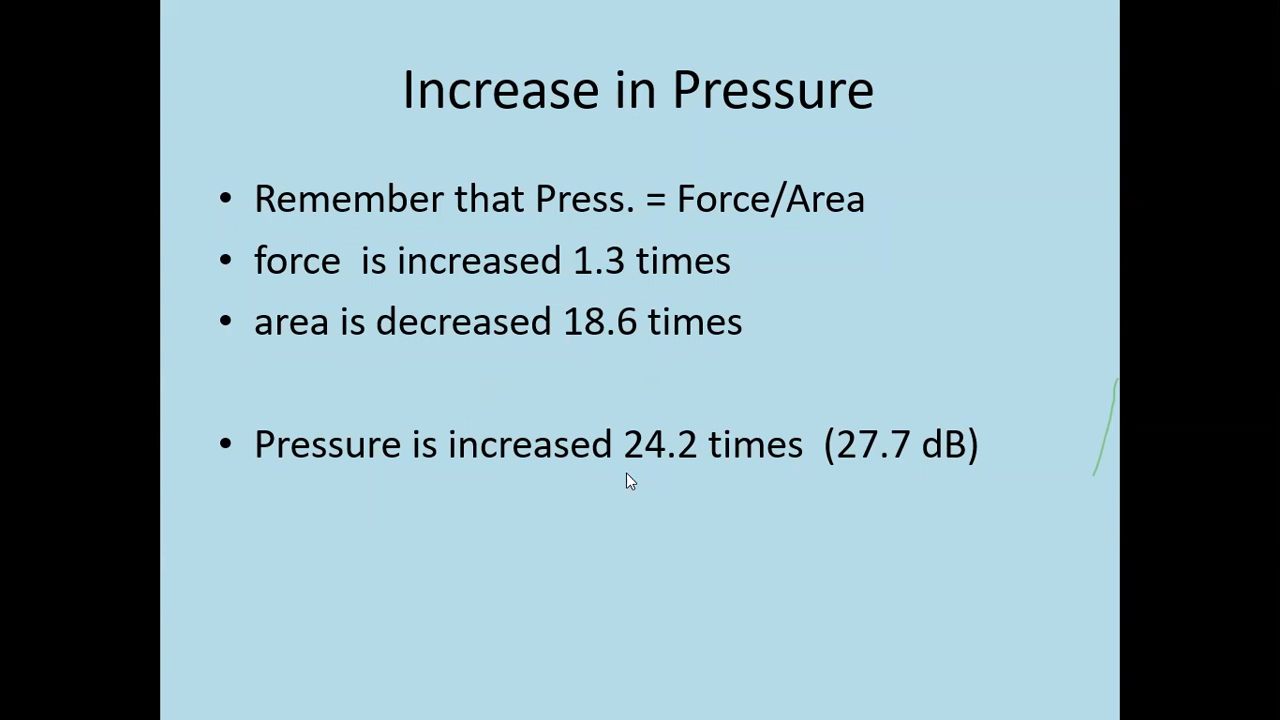 Increase in Pressure
• Remember that Press. = Force/Area
• force  is increased 1.3 times
• area is decreased 18.6 times
• Pressure is increased 24.2 times  (27.7 dB)